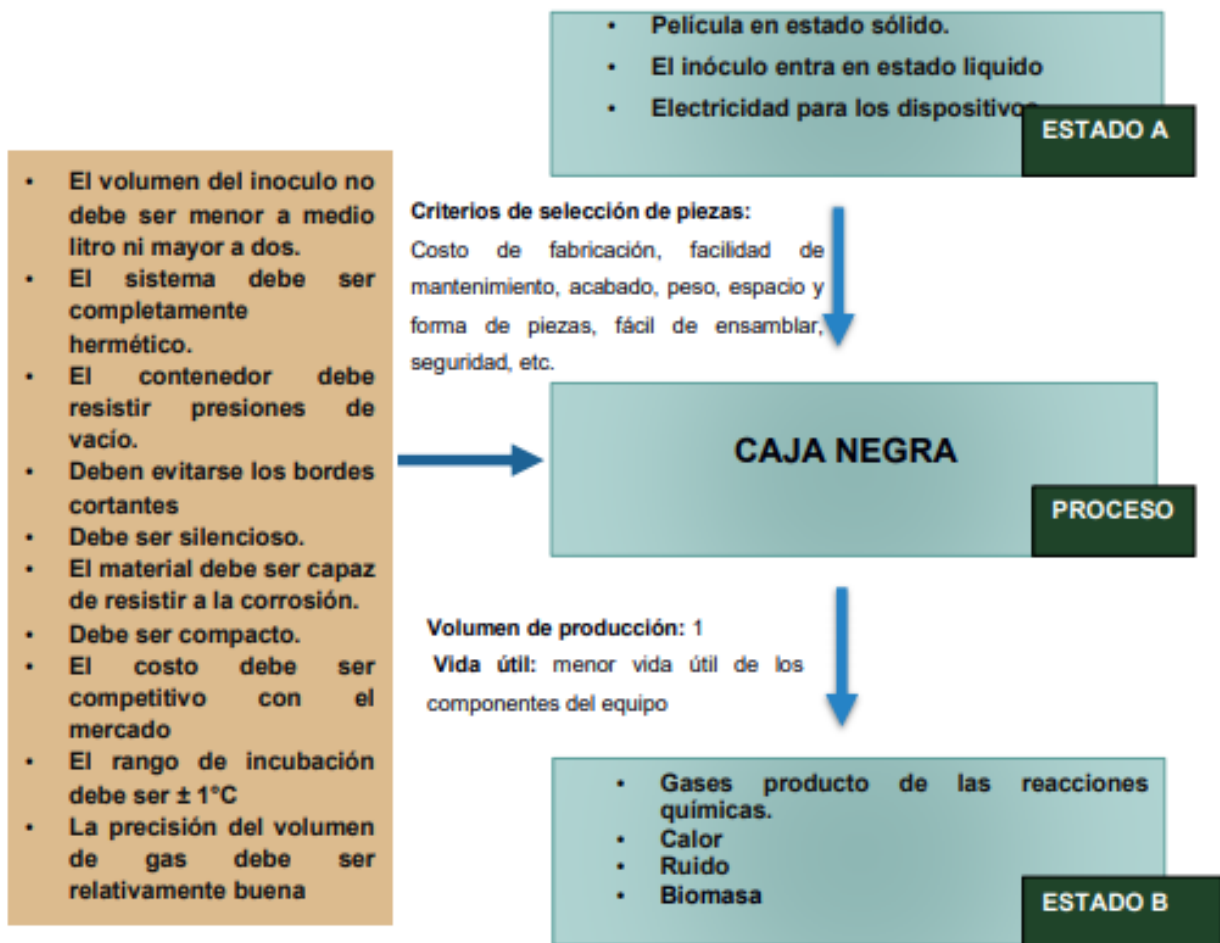 • Película en estado sólido.
• El inóculo entra en estado liquido
• Electricidad para los dispositivos
ESTADO A
• El volumen del inoculo no
debe ser menor a medio
litro ni mayor a dos.
• El sistema debe ser
completamente
hermético.
• El contenedor debe
resistir presiones de
vacío.
• Deben evitarse los bordes
cortantes
• Debe ser silencioso.
• El material debe ser capaz
de resistir a la corrosión.
• Debe ser compacto.
• El costo debe ser
competitivo con el
mercado
• El rango de incubación
debe ser ± 1°C
• La precisión del volumen
de gas debe ser
relativamente buena
Criterios de selección de piezas:
Costo de fabricación, facilidad de
mantenimiento, acabado, peso, espacio y
forma de piezas, fácil de ensamblar,
seguridad, etc.
CAJA NEGRA
PROCESO
Volumen de producción: 1
Vida útil: menor vida útil de los
componentes del equipo
• Gases producto de las reacciones
químicas.
• Calor
• Ruido
• Biomasa
ESTADO B